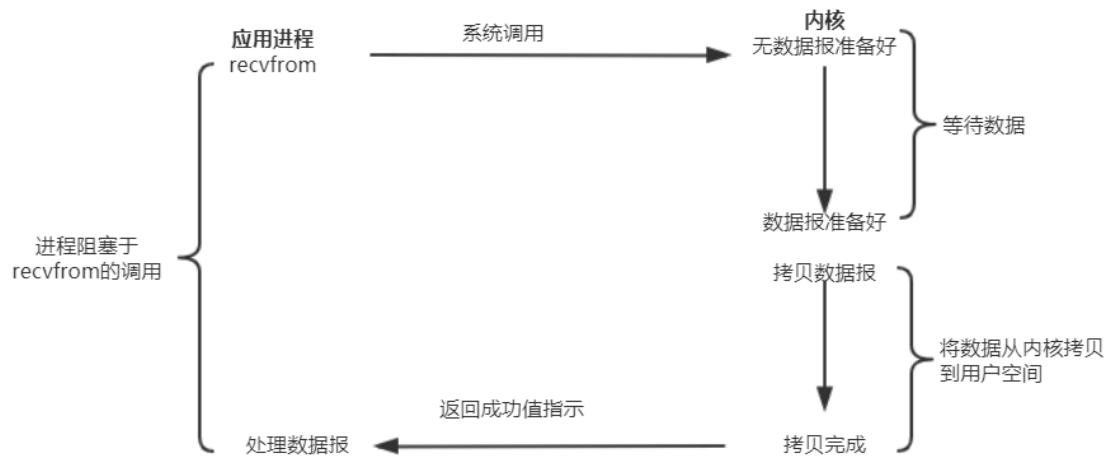 应用进程
recvfrom
系统调用
内核
无数据报准备好
等待数据
数据报准备好
进程阻塞于
recvfrom的调用
拷贝数据报
将数据从内核拷贝
到用户空间
返回成功值指示
处理数据报
拷贝完成